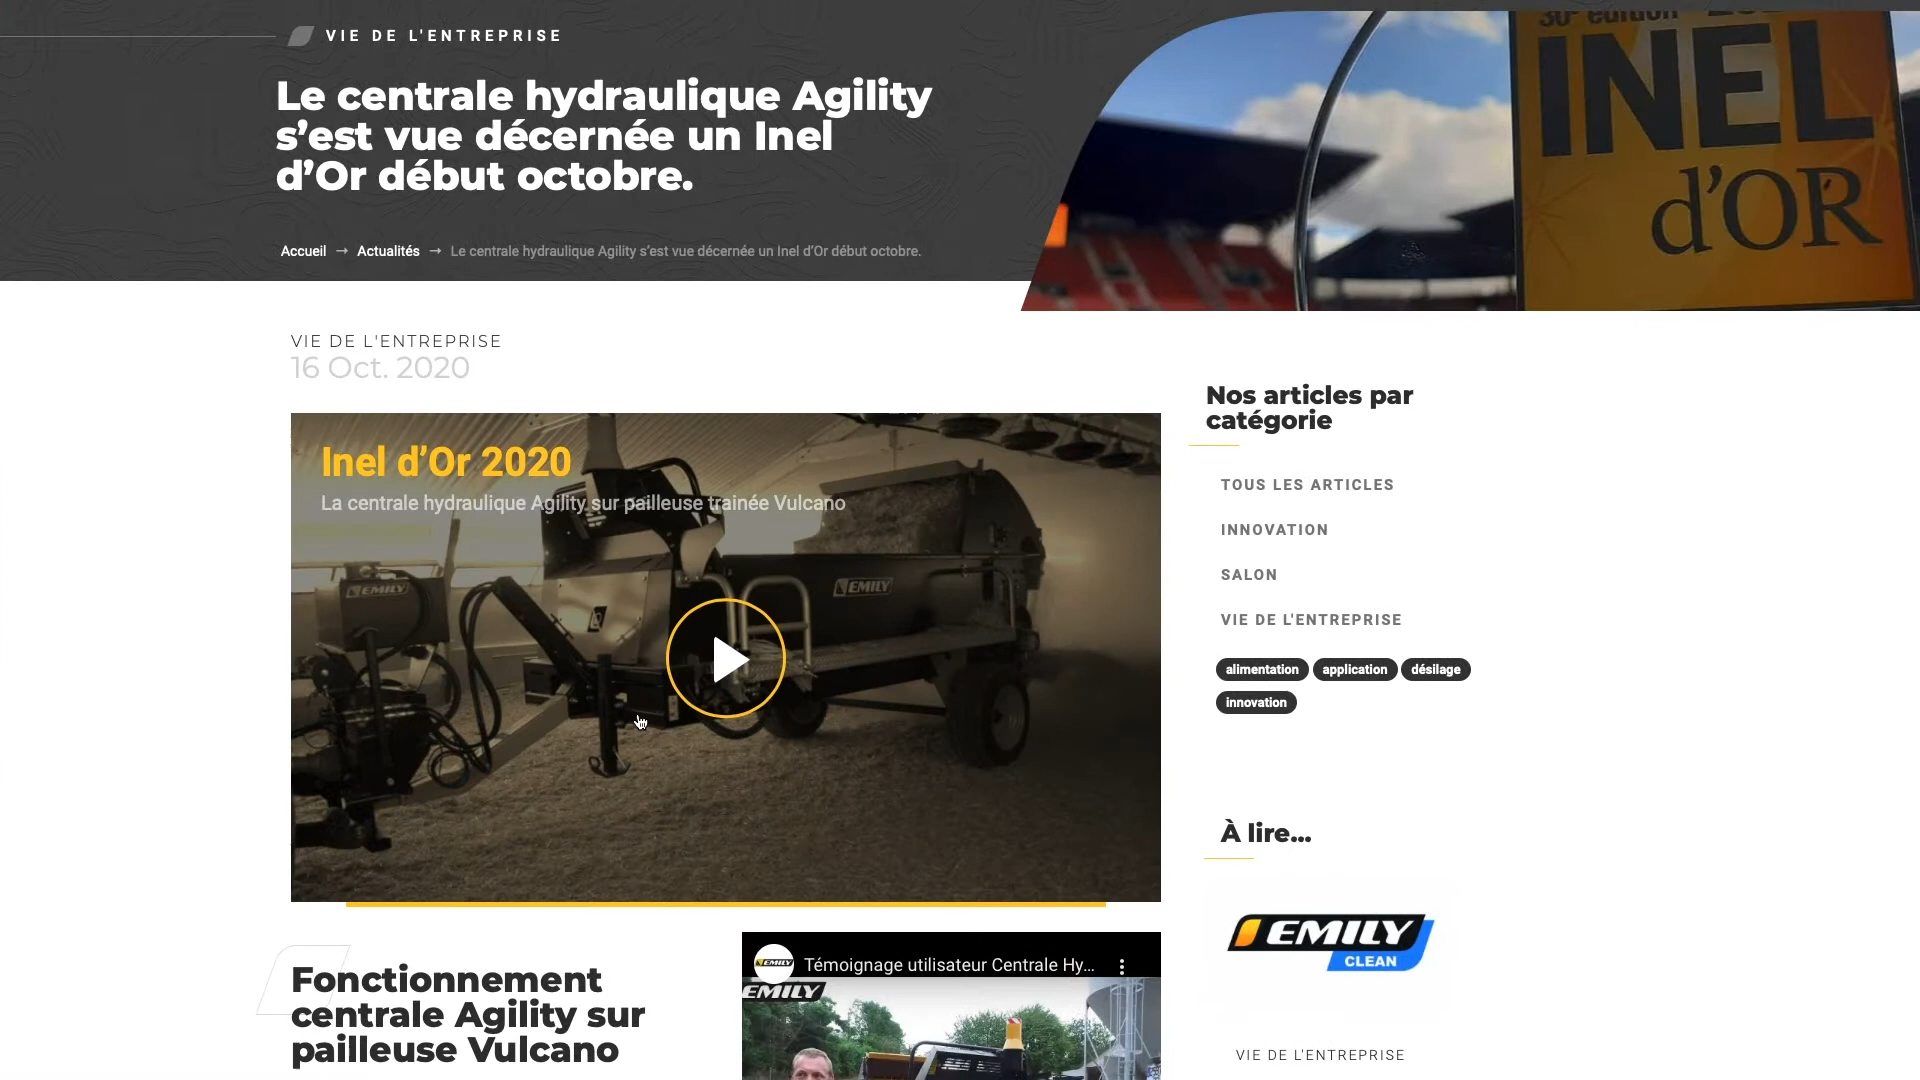 VIE DE L'ENTREPRISE
Le centrale hydraulique Agility
s’est vue décernée un Inel
d’Or début octobre.
Accueil → Actualités → Le centrale hydraulique Agility s’est vue décernée un Inel d’Or début octobre.
30e édition
INEL
d'OR
VIE DE L'ENTREPRISE
16 Oct. 2020
Inel d’Or 2020
La centrale hydraulique Agility sur pailleuse trainée Vulcano
EMILY
EMILY
Nos articles par
catégorie
TOUS LES ARTICLES
INNOVATION
SALON
VIE DE L'ENTREPRISE
alimentation application désilage
innovation
À lire...
EMILY
CLEAN
VIE DE L'ENTREPRISE
Fonctionnement
centrale Agility sur
pailleuse Vulcano
EMILY
Témoignage utilisateur Centrale Hy...
EMILY